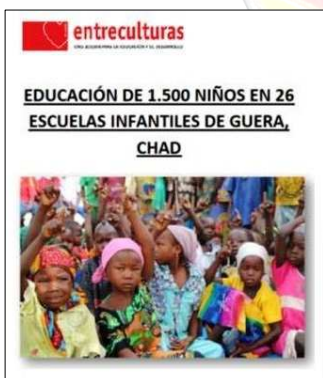 entreculturas
EDUCACIÓN DE 1.500 NIÑOS EN 26
ESCUELAS INFANTILES DE GUERA,
CHAD